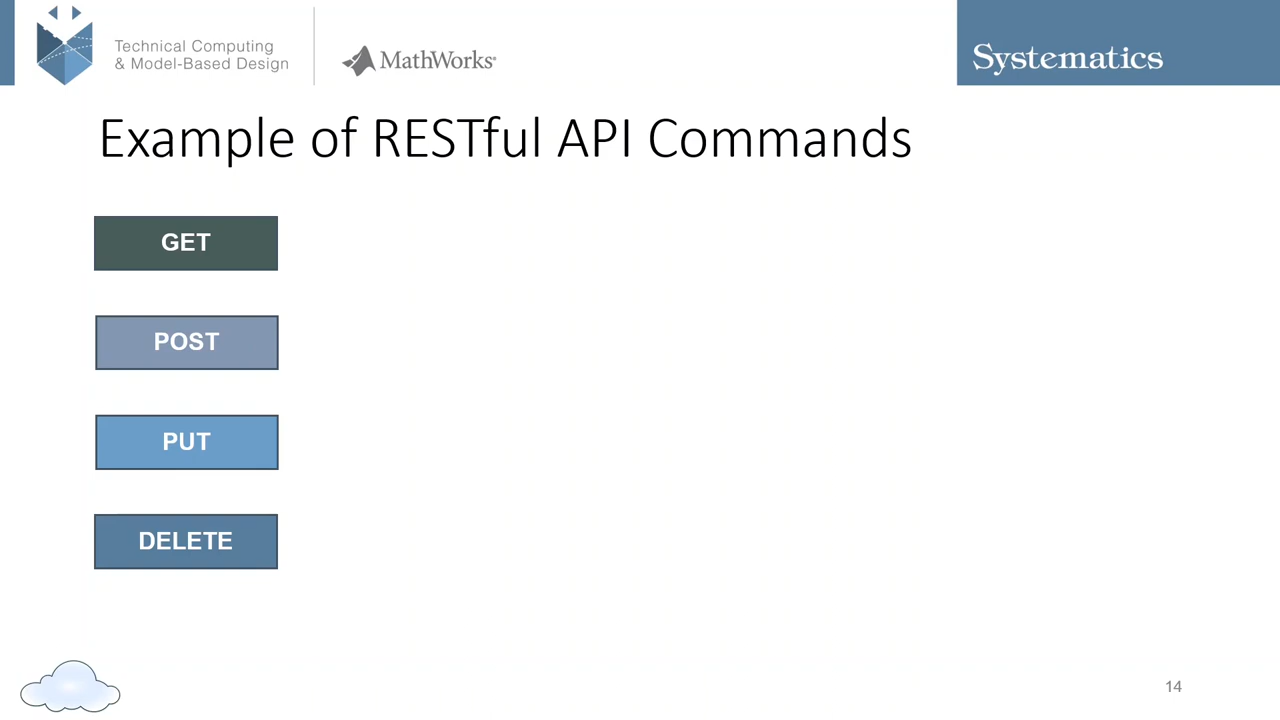 Technical Computing
& Model-Based Design
MathWorks®
Systematics
Example of RESTful API Commands
GET
POST
PUT
DELETE
14